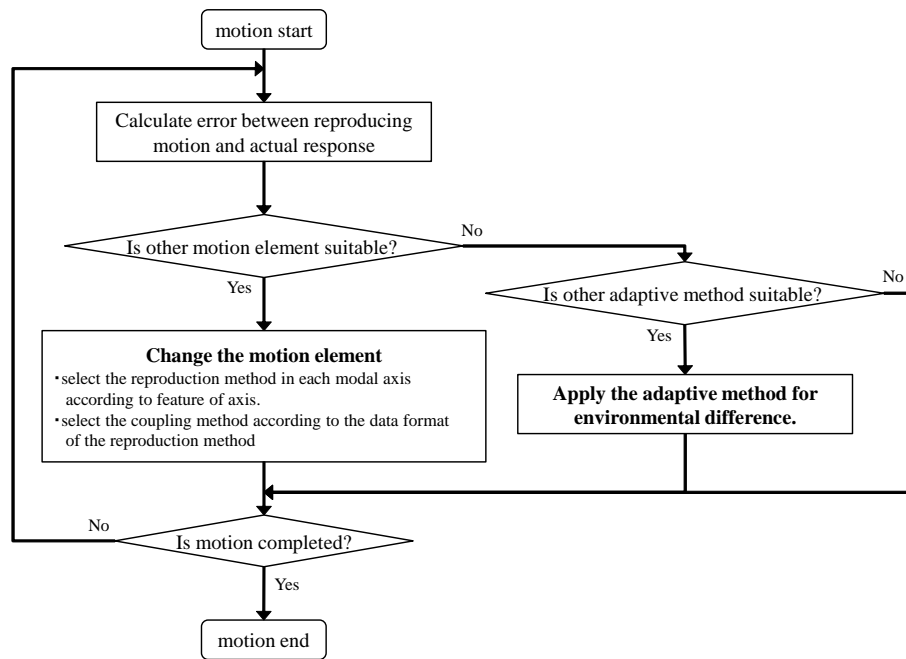 motion start
Calculate error between reproducing
motion and actual response
Is other motion element suitable?
No
Yes
Is other adaptive method suitable?
No
Yes
Change the motion element
・select the reproduction method in each modal axis
according to feature of axis.
・select the coupling method according to the data format
of the reproduction method
Apply the adaptive method for
environmental difference.
Is motion completed?
No
Yes
motion end